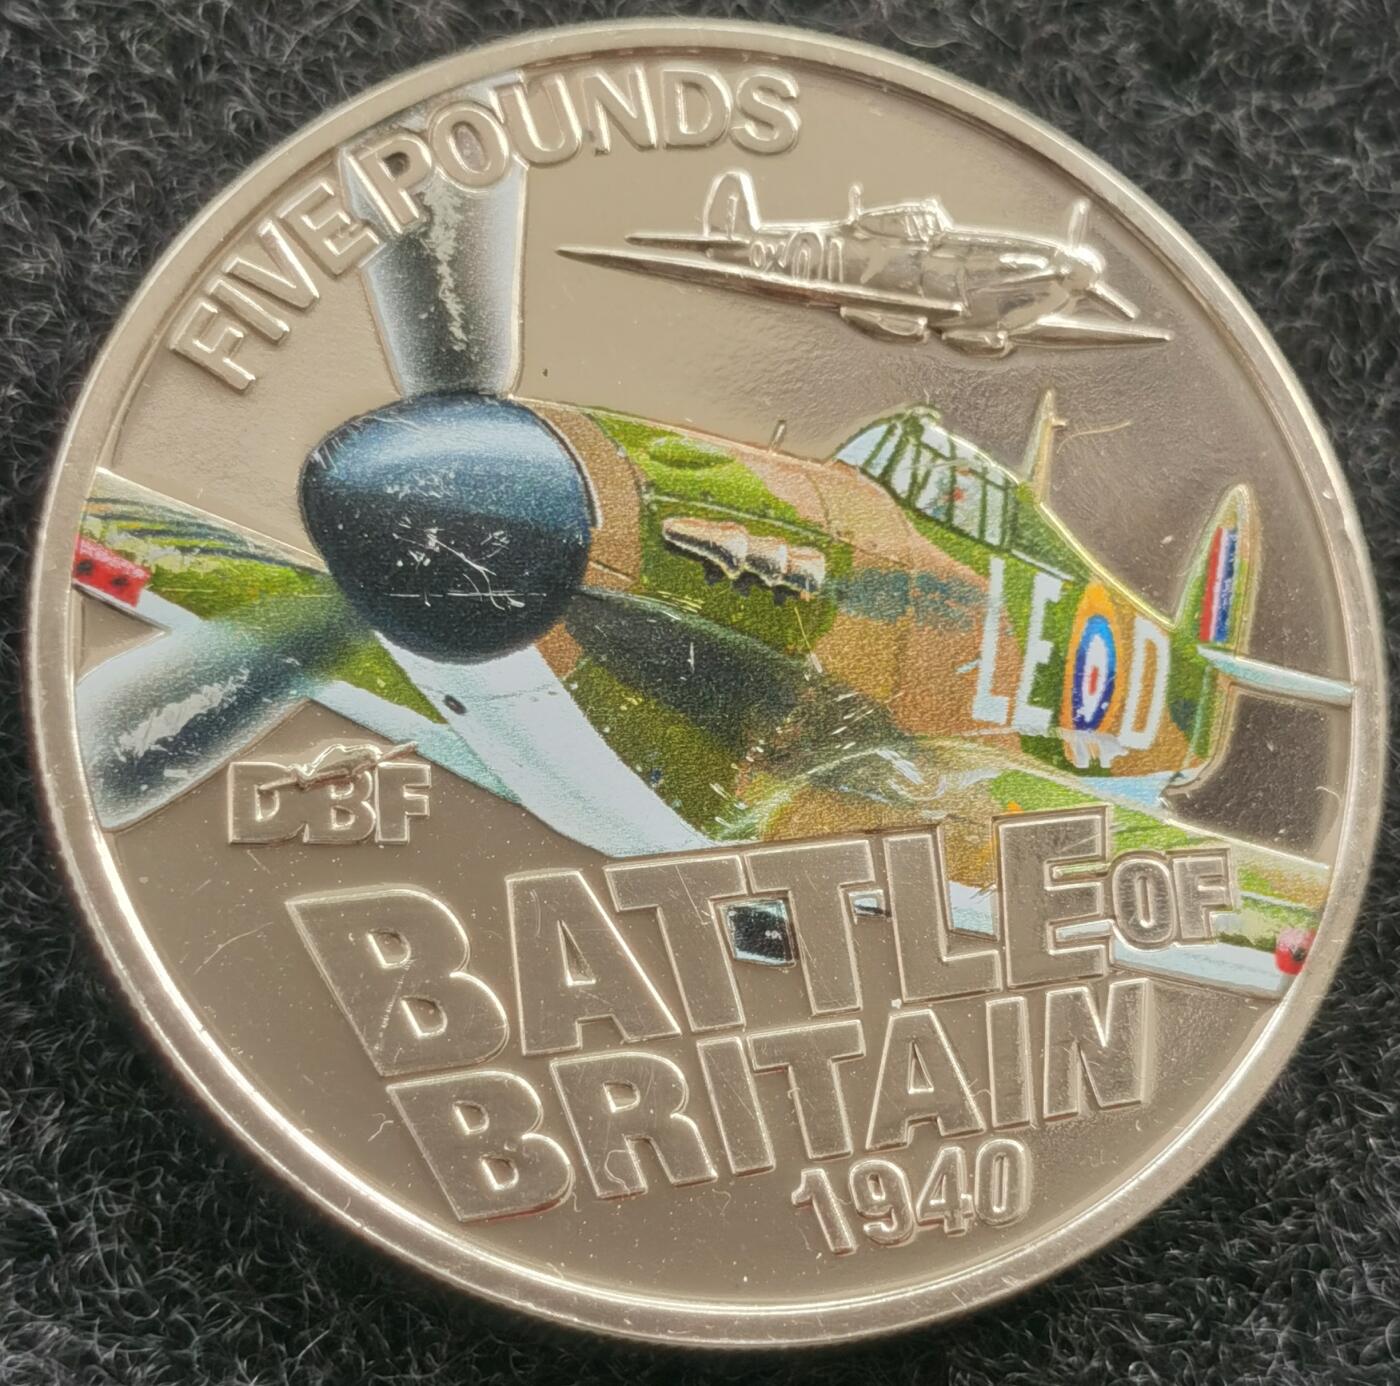 FIVE POUNDS
LE D
DBF
BATTLE OF
BRITAIN
1940